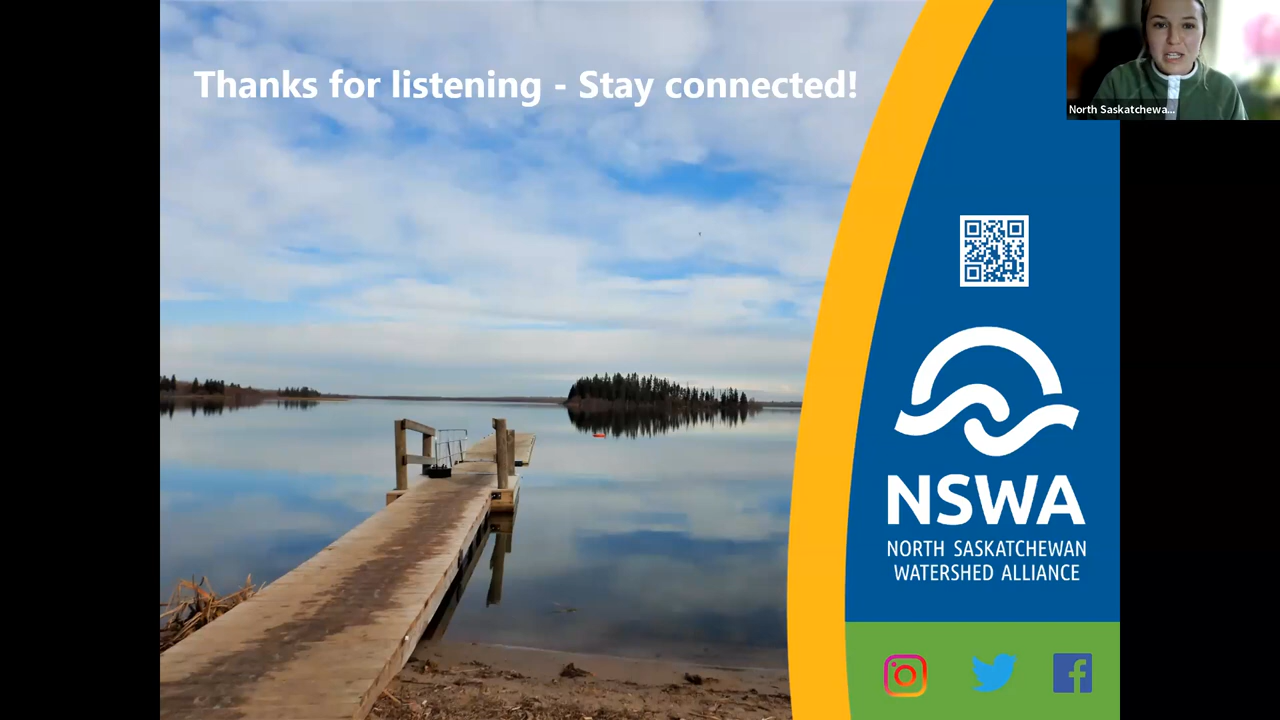 Thanks for listening - Stay connected!
North Saskatchewa...
NSWA
NORTH SASKATCHEWAN
WATERSHED ALLIANCE